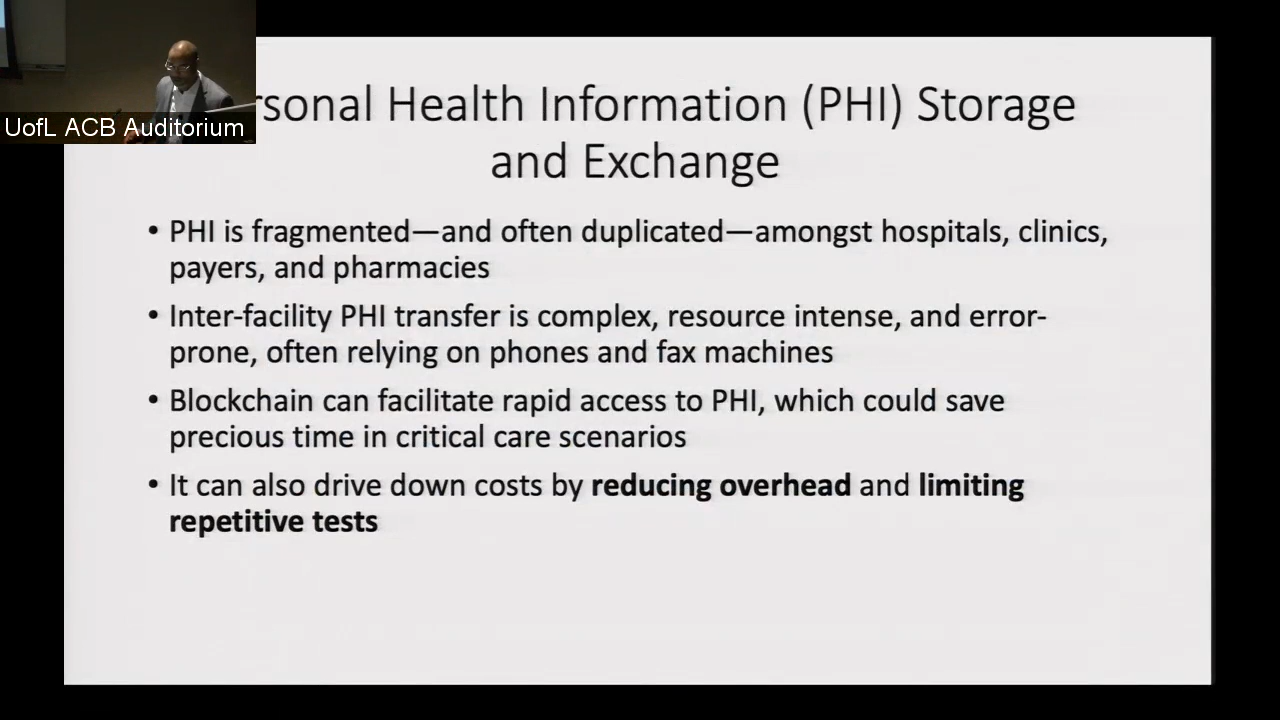 UofL ACB Auditorium
rsonal Health Information (PHI) Storage
and Exchange
• PHI is fragmented—and often duplicated—amongst hospitals, clinics,
payers, and pharmacies
• Inter-facility PHI transfer is complex, resource intense, and error-
prone, often relying on phones and fax machines
• Blockchain can facilitate rapid access to PHI, which could save
precious time in critical care scenarios
• It can also drive down costs by reducing overhead and limiting
repetitive tests